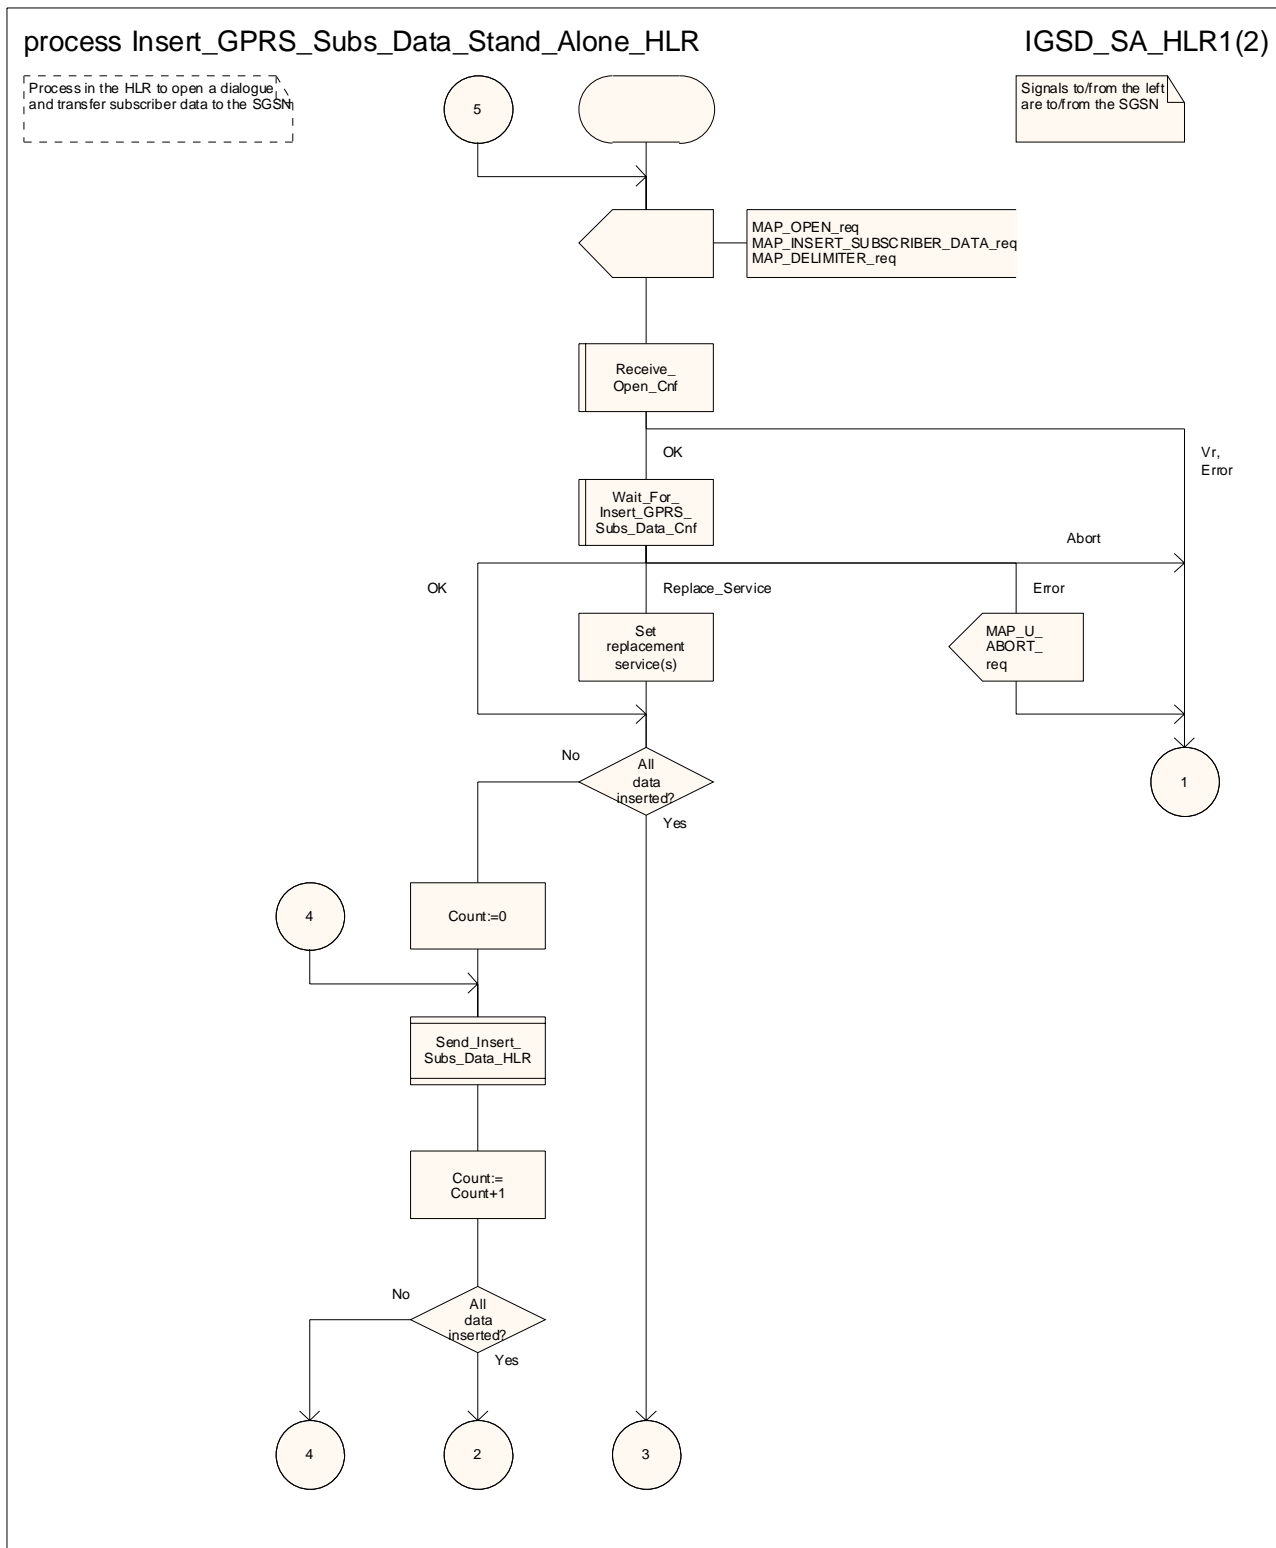 process Insert_GPRS_Subs_Data_Stand_Alone_HLR
IGSD_SA_HLR1(2)
Process in the HLR to open a dialogue
and transfer subscriber data to the SGSN
5
Signals to/from the left
are to/from the SGSN
MAP_OPEN_req
MAP_INSERT_SUBSCRIBER_DATA_req
MAP_DELIMITER_req
Receive_
Open_Cnf
OK
Vr,
Error
Wait_For_
Insert_GPRS_
Subs_Data_Cnf
Abort
OK
Replace_Service
Error
Set
replacement
service(s)
MAP_U_
ABORT_
req
No
All
data
inserted?
Yes
1
4
Count:=0
Send_Insert_
Subs_Data_HLR
Count:=
Count+1
No
All
data
inserted?
Yes
4
2
3